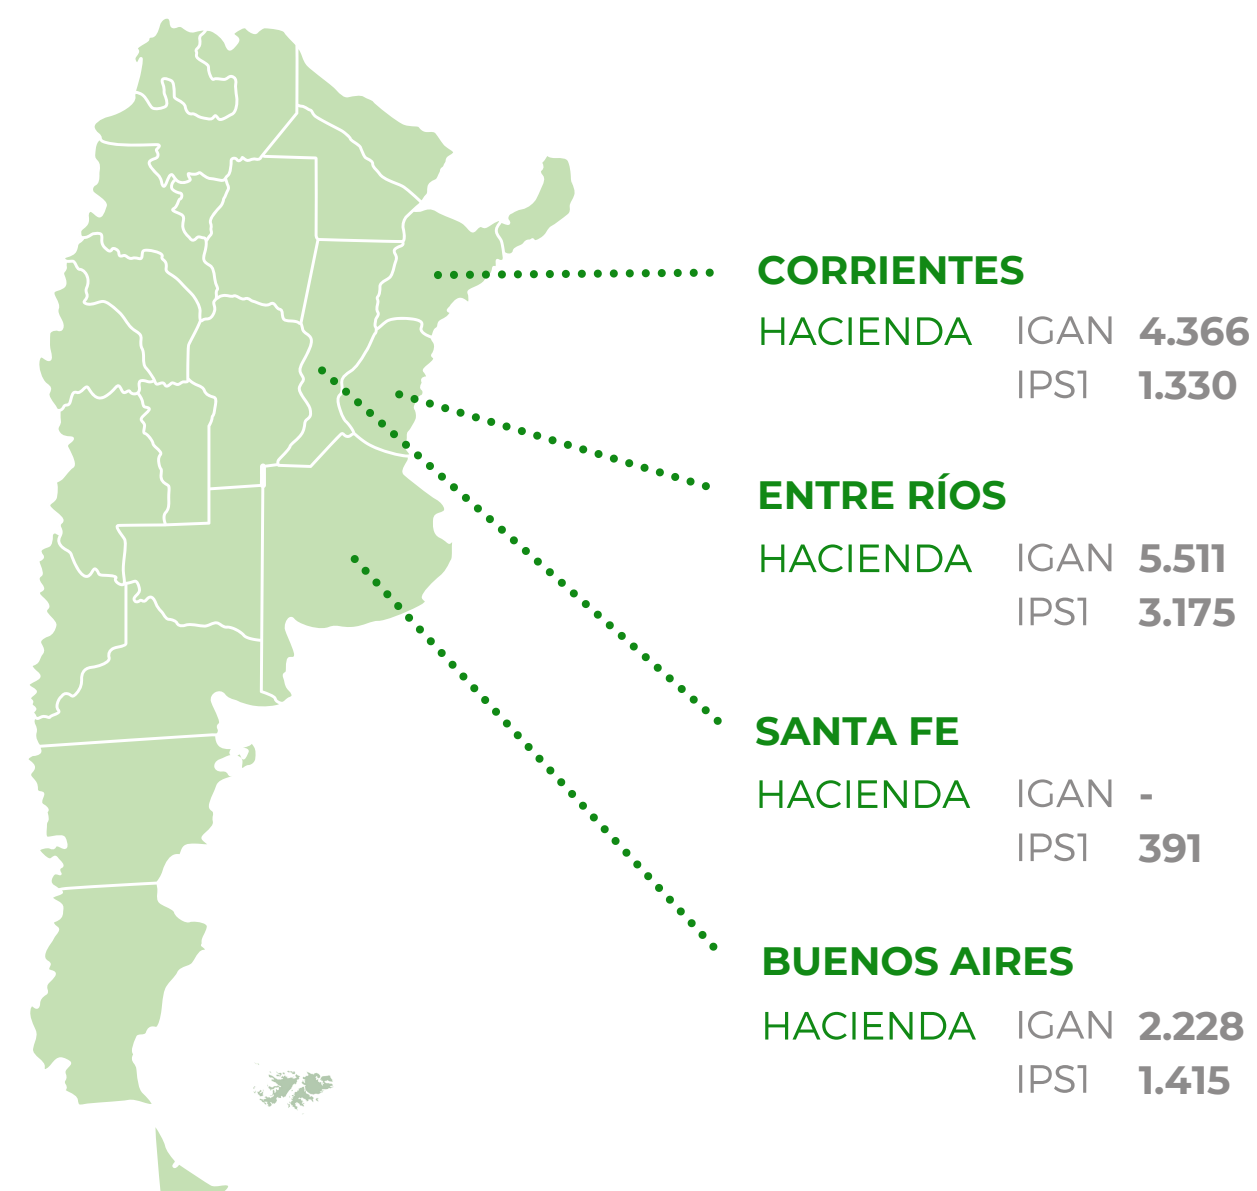 CORRIENTES
HACIENDA IGAN 4.366
IPS1 1.330
ENTRE RÍOS
HACIENDA IGAN 5.511
IPS1 3.175
SANTA FE
HACIENDA IGAN -
IPS1 391
BUENOS AIRES
HACIENDA IGAN 2.228
IPS1 1.415